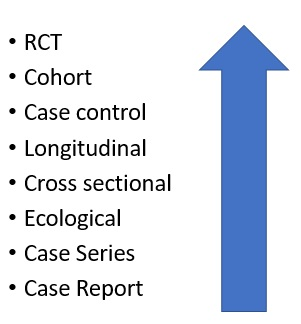 • RCT
• Cohort
• Case control
• Longitudinal
• Cross sectional
• Ecological
• Case Series
• Case Report